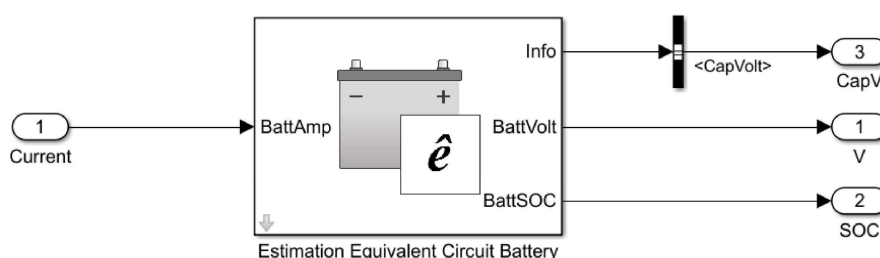 Info
<CapVolt>
3
CapV
1
Current
BattAmp
− +
ê
BattVolt
1
V
BattSOC
2
SOC
Estimation Equivalent Circuit Battery